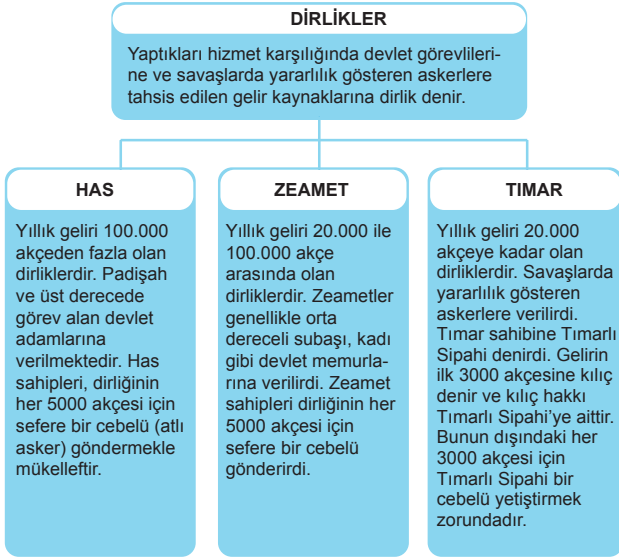 DİRLİKLER
Yaptıkları hizmet karşılığında devlet görevlileri-
ne ve savaşlarda yararlılık gösteren askerlere
tahsis edilen gelir kaynaklarına dirlik denir.
HAS
Yıllık geliri 100.000
akçeden fazla olan
dirliklerdir. Padişah
ve üst derecede
görev alan devlet
adamlarına
verilmektedir. Has
sahipleri, dirliğinin
her 5000 akçesi için
sefere bir cebelü (atlı
asker) göndermekle
mükelleftir.
ZEAMET
Yıllık geliri 20.000 ile
100.000 akçe
arasında olan
dirliklerdir. Zeametler
genellikle orta
dereceli subaşı, kadı
gibi devlet memurla-
rına verilirdi. Zeamet
sahipleri dirliğinin her
5000 akçesi için
sefere bir cebelü
gönderirdi.
TIMAR
Yıllık geliri 20.000
akçeye kadar olan
dirliklerdir. Savaşlarda
yararlılık gösteren
askerlere verilirdi.
Tımar sahibine Tımarlı
Sipahi denirdi. Gelirin
ilk 3000 akçesine kılıç
denir ve kılıç hakkı
Tımarlı Sipahi’ye aittir.
Bunun dışındaki her
3000 akçesi için
Tımarlı Sipahi bir
cebelü yetiştirmek
zorundadır.